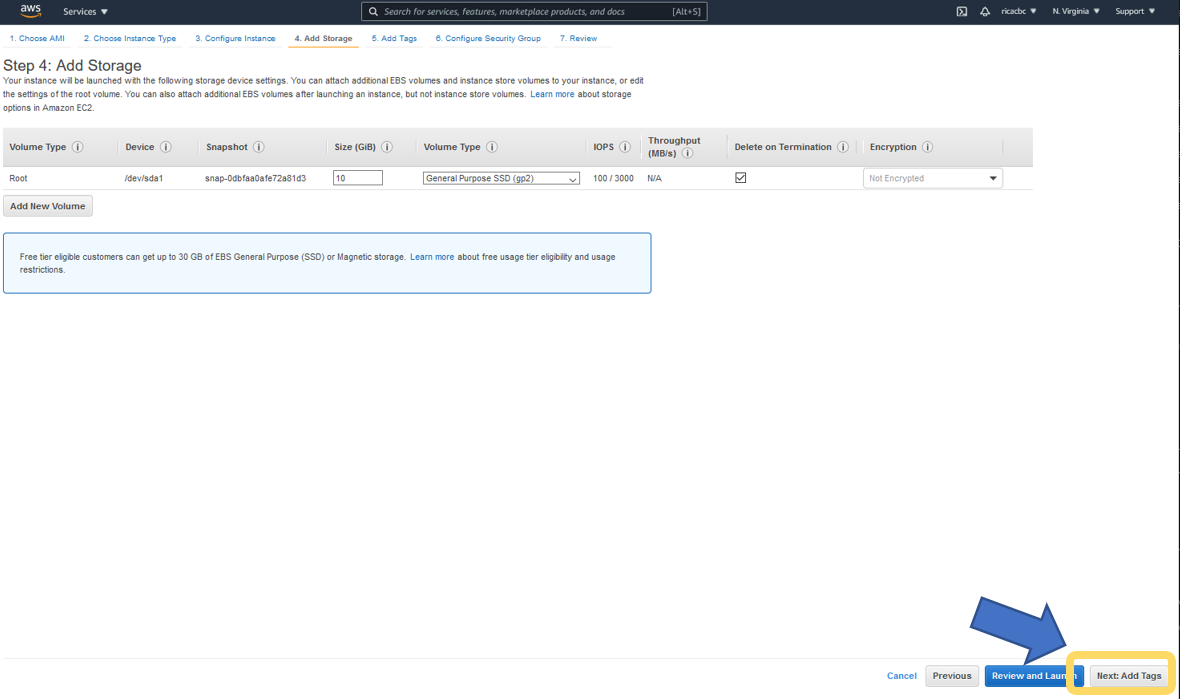 aws
Services
Search for services, features, marketplace products, and docs [Alt+S]
ricacbc
N. Virginia
Support
1. Choose AMI 2. Choose Instance Type 3. Configure Instance 4. Add Storage 5. Add Tags 6. Configure Security Group 7. Review
Step 4: Add Storage
Your instance will be launched with the following storage device settings. You can attach additional EBS volumes and instance store volumes to your instance, or edit
the settings of the root volume. You can also attach additional EBS volumes after launching an instance, but not instance store volumes. Learn more about storage
options in Amazon EC2.
Volume Type i Device i Snapshot i Size (GiB) i Volume Type i IOPS i Throughput (MB/s) i Delete on Termination i Encryption i
Root /dev/sda1 snap-0dbfaa0afe72a81d3 10 General Purpose SSD (gp2) 100 / 3000 N/A Not Encrypted
Add New Volume
Free tier eligible customers can get up to 30 GB of EBS General Purpose (SSD) or Magnetic storage. Learn more about free usage tier eligibility and usage
restrictions.
Cancel Previous Review and Launch Next: Add Tags